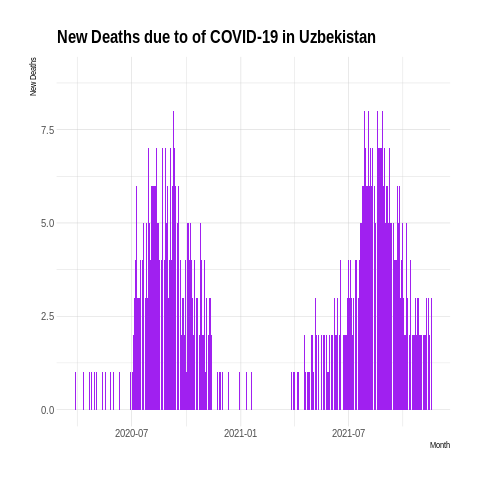 New Deaths due to of COVID-19 in Uzbekistan
New Deaths
7.5
5.0
2.5
0.0
2020-07
2021-01
2021-07
Month